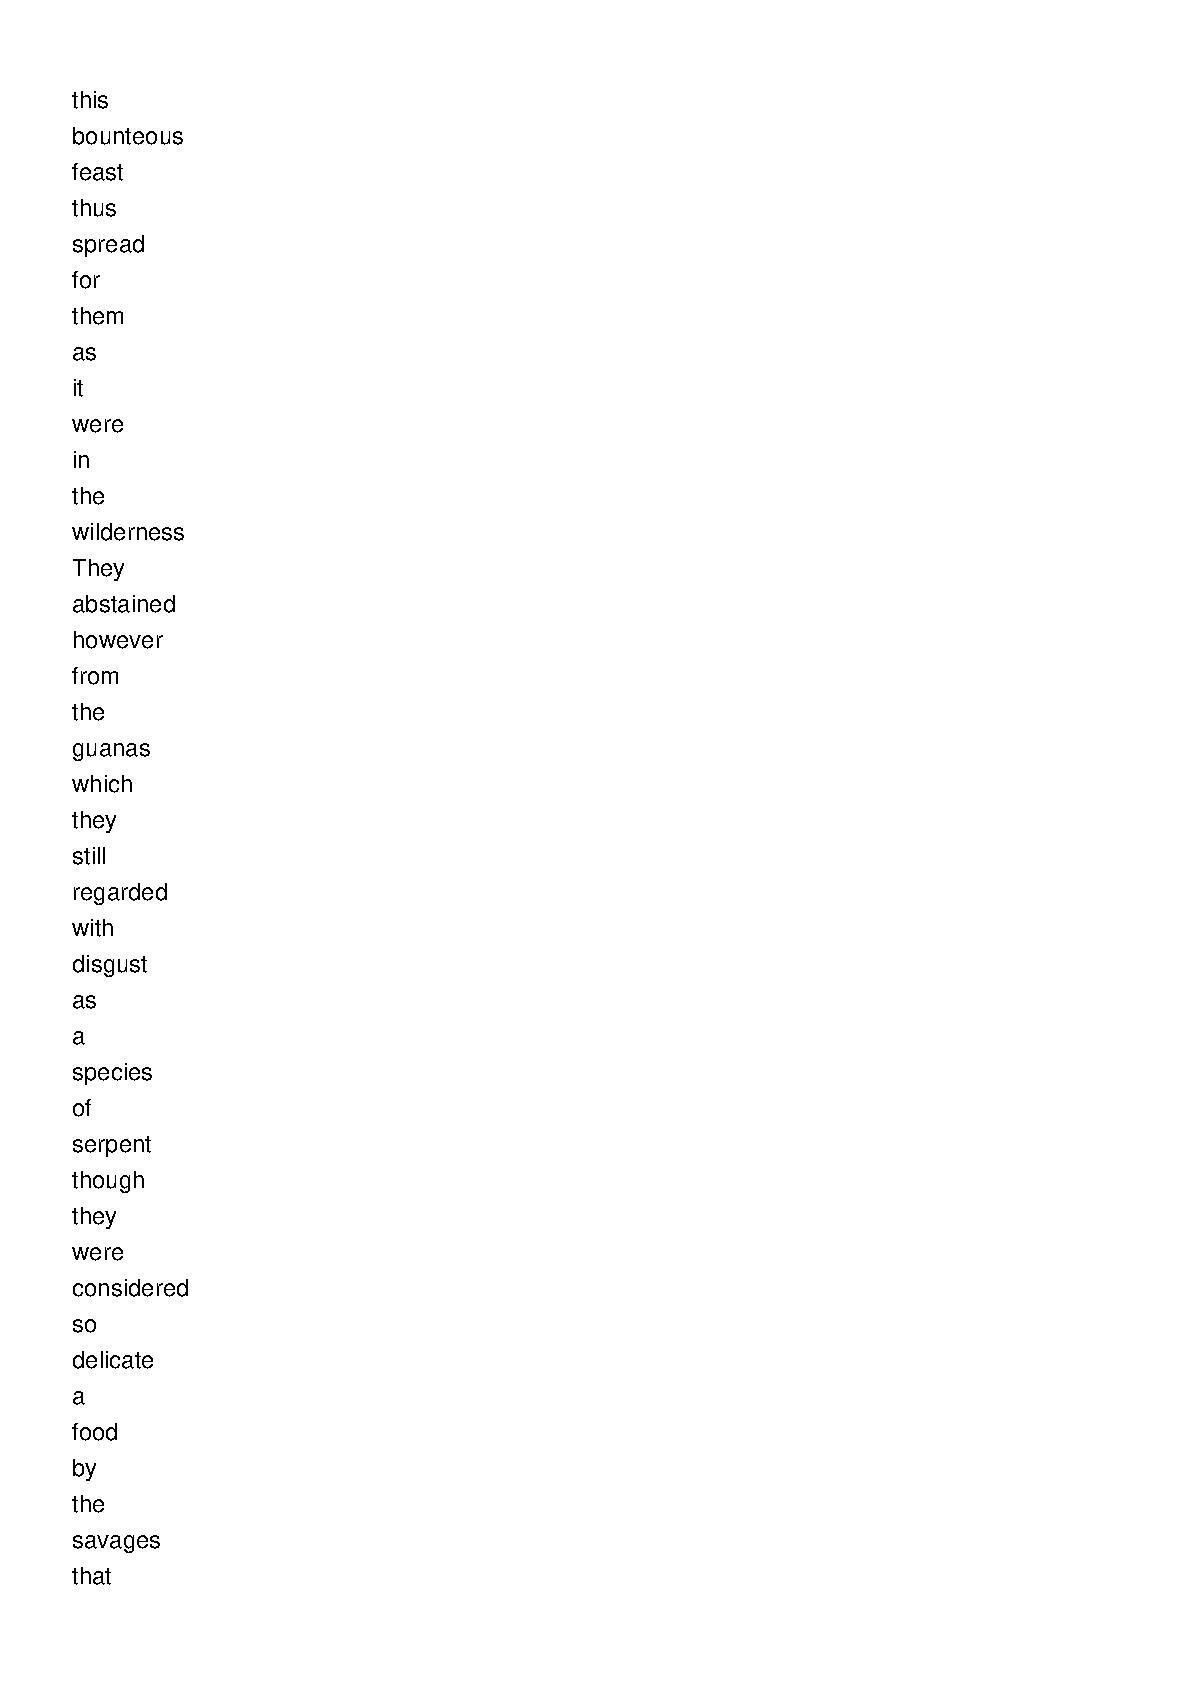 this
bounteous
feast
thus
spread
for
them
as
it
were
in
the
wilderness
They
abstained
however
from
the
guanas
which
they
still
regarded
with
disgust
as
a
species
of
serpent
though
they
were
considered
so
delicate
a
food
by
the
savages
that